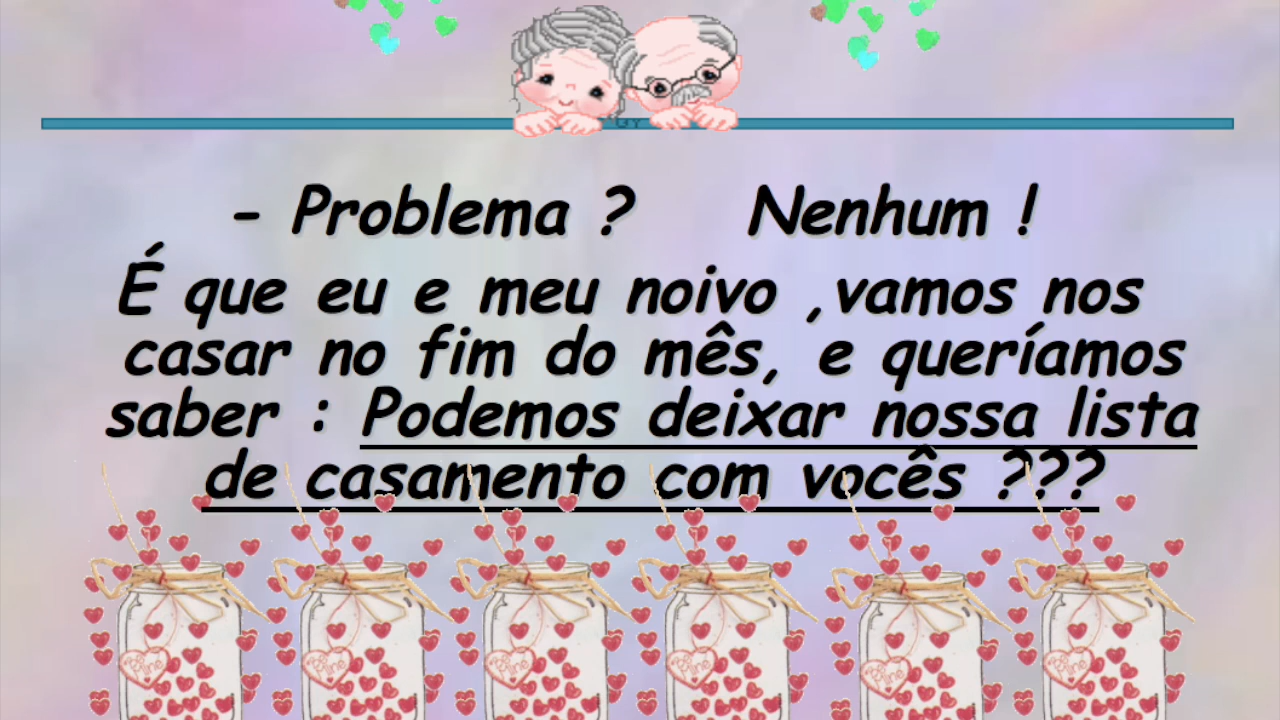 - Problema ? Nenhum !
É que eu e meu noivo ,vamos nos
casar no fim do mês, e queríamos
saber : Podemos deixar nossa lista
de casamento com vocês ???